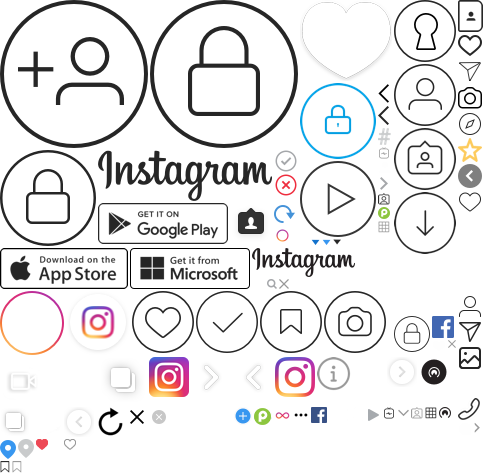 Instagram
GET IT ON
Google Play
Download on the
App Store
Get it from
Microsoft
Instagram